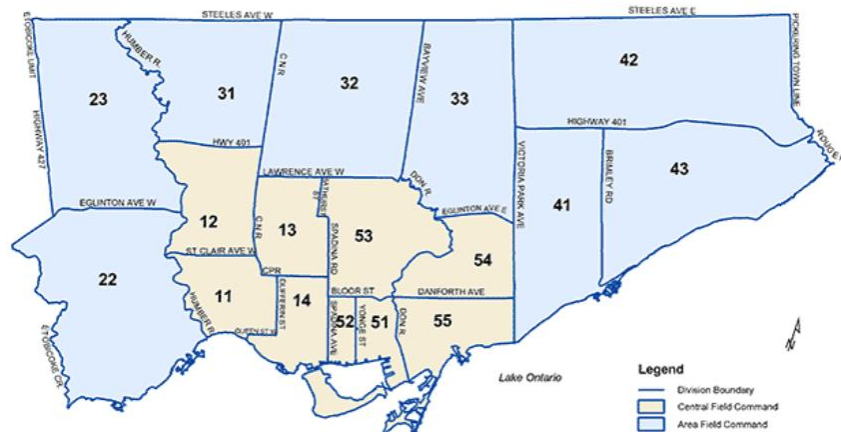 STEELES AVE W
STEELES AVE E
ETOBICOKE LIMIT
HUMBER R.
C N R
BAYVIEW AVE
PICKERING TOWN LINE
42
23
31
32
33
HIGHWAY 427
HIGHWAY 401
HWY 401
ROUGE
VICTORIA PARK AVE
BRIMLEY RD
43
LAWRENCE AVE W
DON R.
BATHURST ST
EGLINTON AVE W
EGLINTON AVE E
41
12
C N R
13
SPADINA RD
53
ST CLAIR AVE W
54
CPR
22
BLOOR ST
DANFORTH AVE
11
DUFFERIN ST
14
HUMBER R.
52
51
SPADINA AVE
YONGE ST
DON R.
55
QUEEN ST W
ETOBICOKE CR.
Lake Ontario
N
Legend
Division Boundary
Central Field Command
Area Field Command